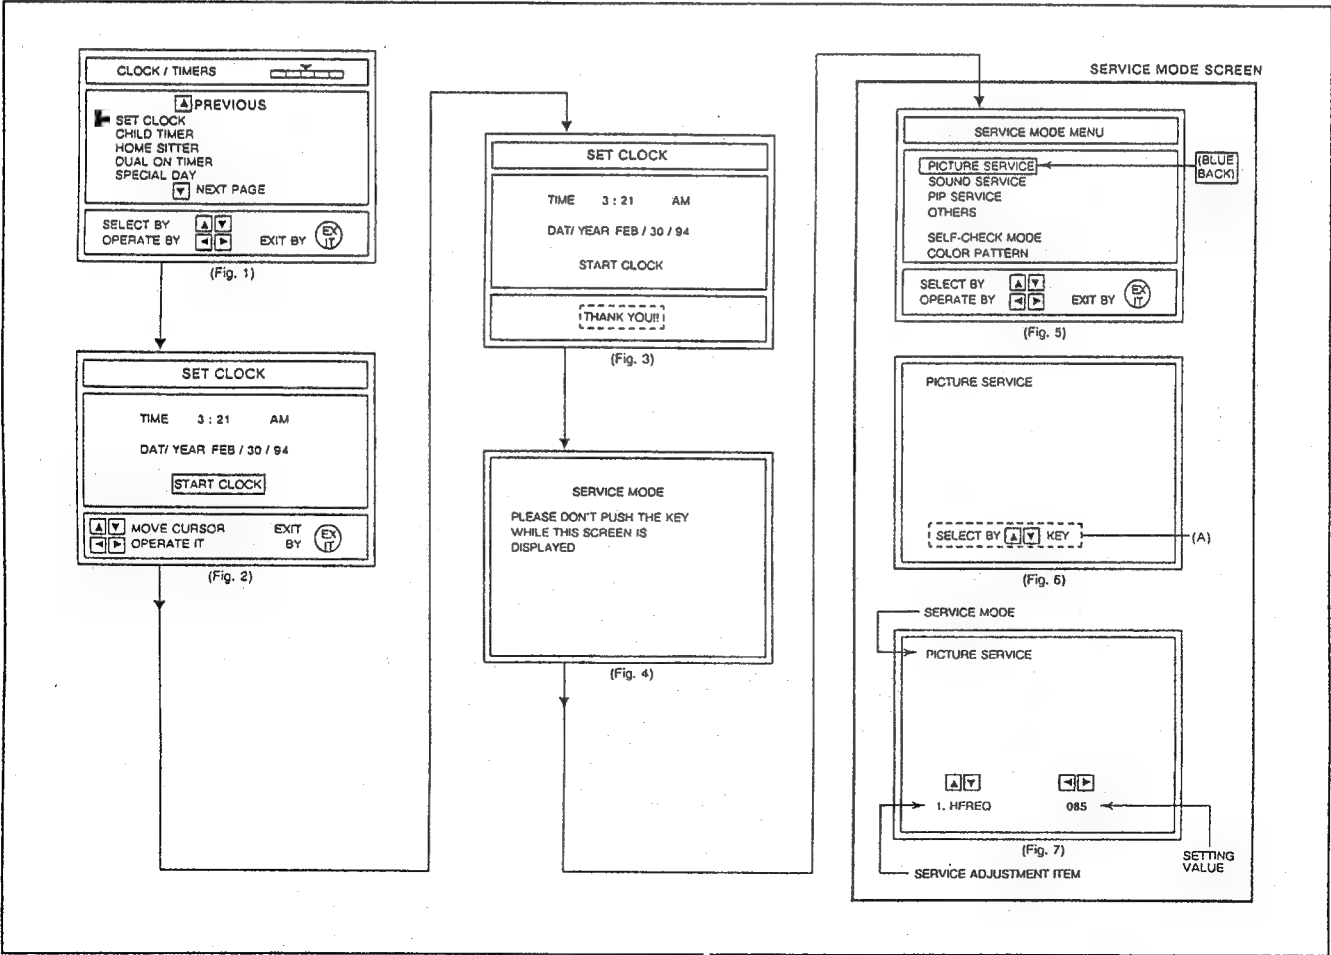 CLOCK / TIMERS
▲ PREVIOUS
SET CLOCK
CHILD TIMER
HOME SITTER
DUAL ON TIMER
SPECIAL DAY
▼ NEXT PAGE
SELECT BY ▲ ▼
OPERATE BY ◄ ► EXIT BY EX IT
(Fig. 1)
SET CLOCK
TIME 3 : 21 AM
DAT/ YEAR FEB / 30 / 94
START CLOCK
▲ ▼ MOVE CURSOR EXIT
◄ ► OPERATE IT BY EX IT
(Fig. 2)
SET CLOCK
TIME 3 : 21 AM
DAT/ YEAR FEB / 30 / 94
START CLOCK
THANK YOU!!
(Fig. 3)
SERVICE MODE
PLEASE DON'T PUSH THE KEY
WHILE THIS SCREEN IS
DISPLAYED
(Fig. 4)
SERVICE MODE SCREEN
SERVICE MODE MENU
PICTURE SERVICE
(BLUE
BACK)
SOUND SERVICE
PIP SERVICE
OTHERS
SELF-CHECK MODE
COLOR PATTERN
SELECT BY ▲ ▼
OPERATE BY ◄ ► EXIT BY EX IT
(Fig. 5)
PICTURE SERVICE
SELECT BY ▲ ▼ KEY
(A)
(Fig. 6)
SERVICE MODE
PICTURE SERVICE
▲ ▼ ◄ ►
1. HFREQ 085
(Fig. 7)
SETTING
VALUE
SERVICE ADJUSTMENT ITEM